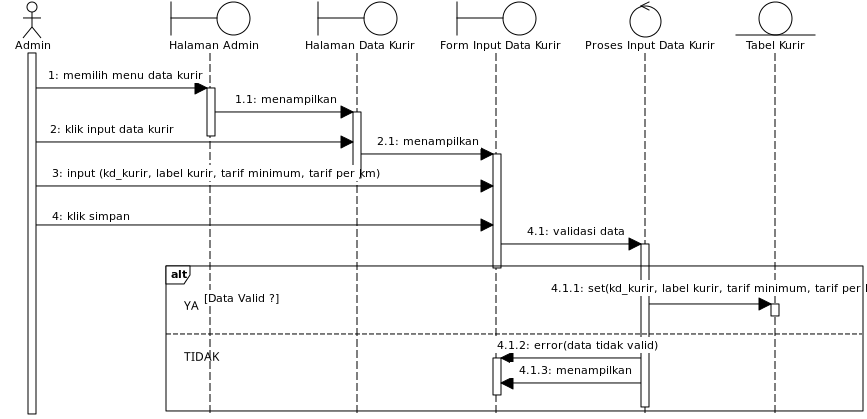 Admin
Halaman Admin
Halaman Data Kurir
Form Input Data Kurir
Proses Input Data Kurir
Tabel Kurir
1: memilih menu data kurir
1.1: menampilkan
2: klik input data kurir
2.1: menampilkan
3: input (kd_kurir, label kurir, tarif minimum, tarif per km)
4: klik simpan
4.1: validasi data
alt
4.1.1: set(kd_kurir, label kurir, tarif minimum, tarif per
[Data Valid ?]
YA
4.1.2: error(data tidak valid)
TIDAK
4.1.3: menampilkan